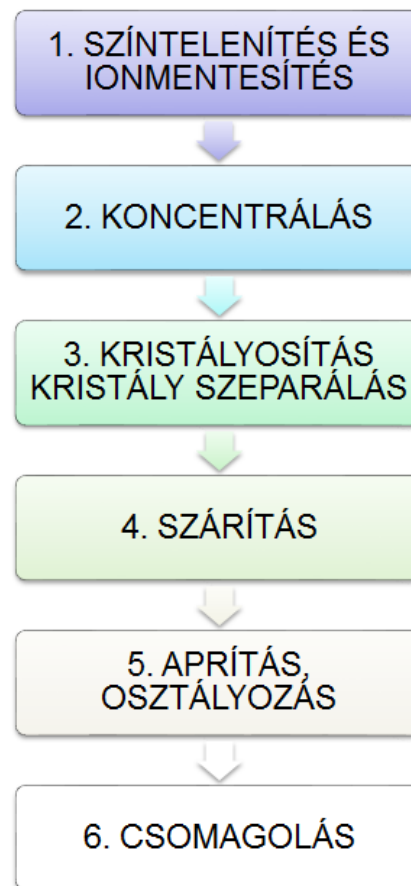 1. SZÍNTELENÍTÉS ÉS
IONMENTESÍTÉS
2. KONCENTRÁLÁS
3. KRISTÁLYOSÍTÁS
KRISTÁLY SZEPARÁLÁS
4. SZÁRÍTÁS
5. APRÍTÁS,
OSZTÁLYOZÁS
6. CSOMAGOLÁS